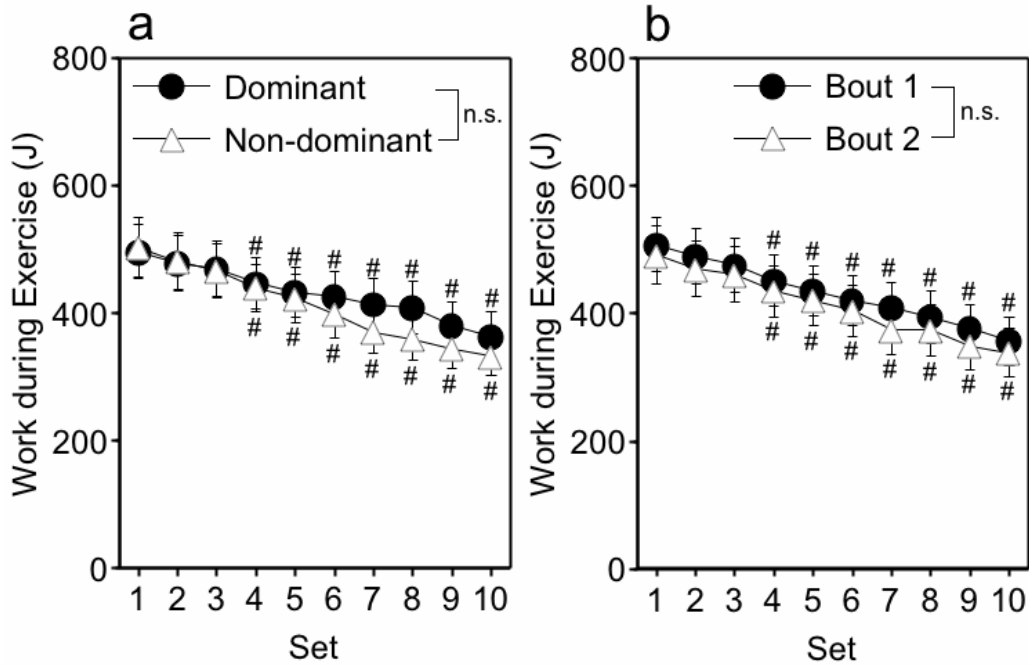 a
800
600
400
200
0
Work during Exercise (J)
Dominant
Non-dominant
n.s.
# # # # # # #
# # # # # # #
1 2 3 4 5 6 7 8 9 10
Set
b
800
600
400
200
0
Work during Exercise (J)
Bout 1
Bout 2
n.s.
# # # # # # #
# # # # # # #
1 2 3 4 5 6 7 8 9 10
Set